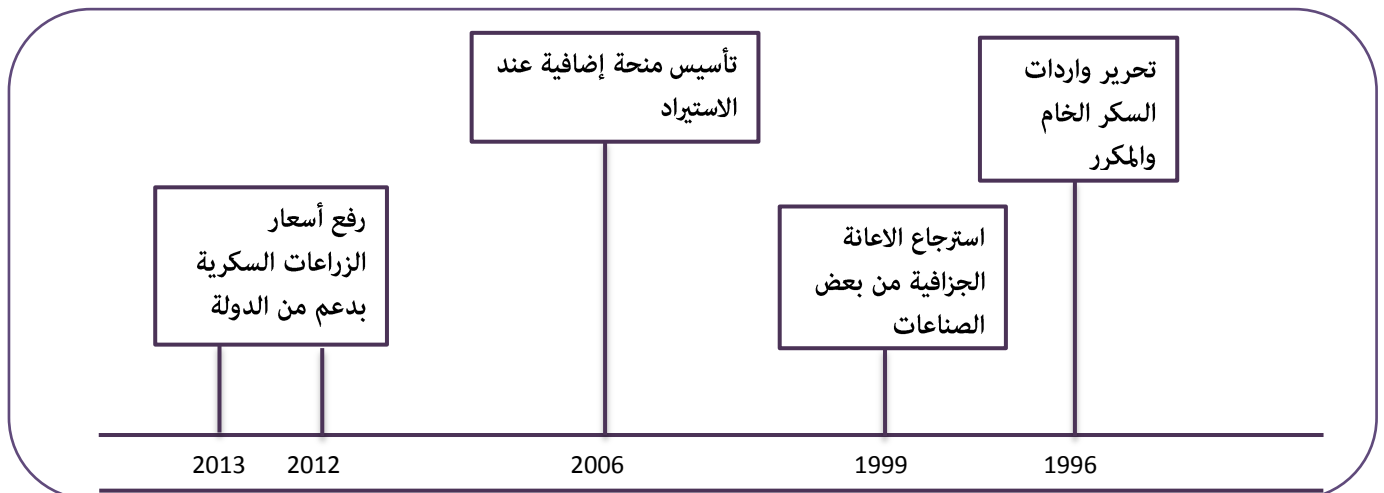 تحرير واردات
السكر الخام
والمكرر
استرجاع الاعانة
الجزافية من بعض
الصناعات
تأسيس منحة إضافية عند
الاستيراد
رفع أسعار
الزراعات السكرية
بدعم من الدولة
1996
1999
2006
2012
2013